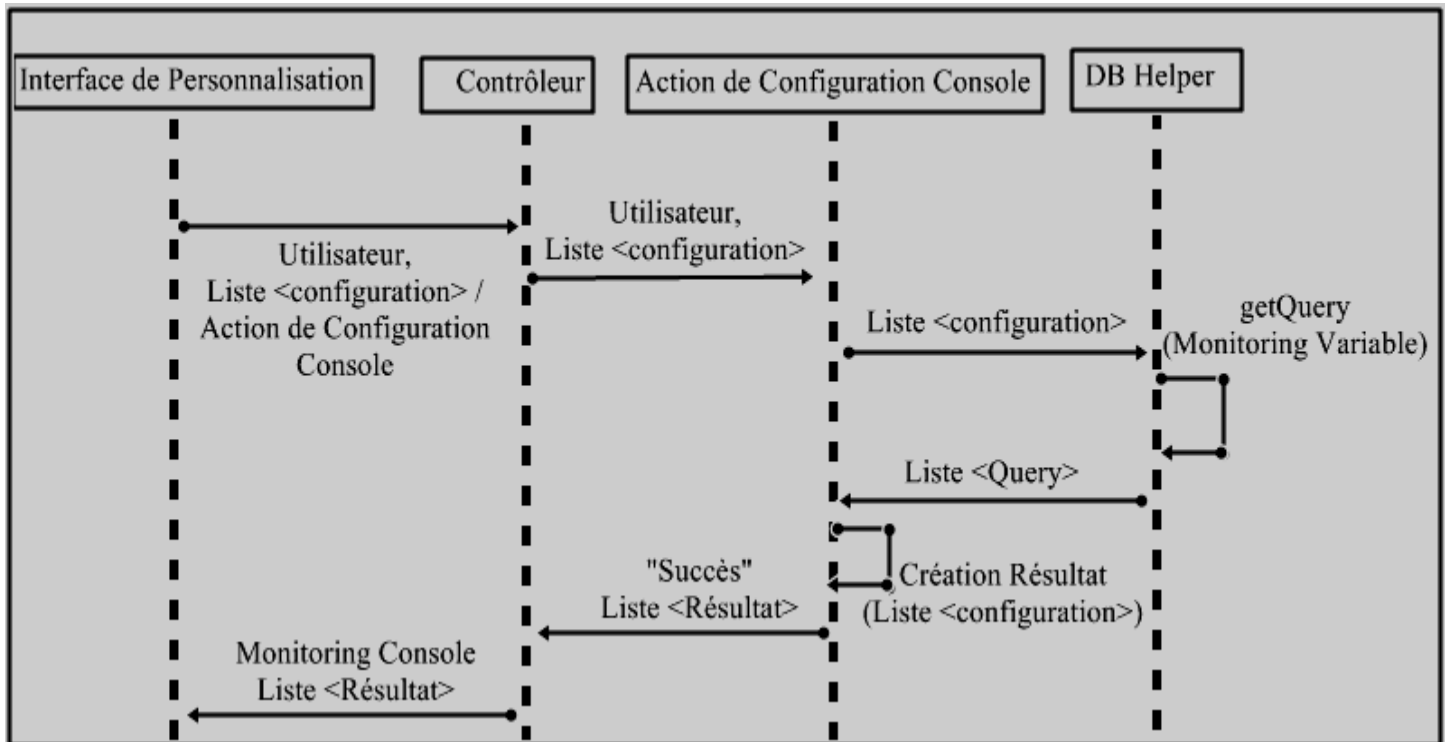 Interface de Personnalisation
Contrôleur
Action de Configuration Console
DB Helper
Utilisateur,
Liste <configuration> /
Action de Configuration
Console
Utilisateur,
Liste <configuration>
Liste <configuration>
getQuery
(Monitoring Variable)
Liste <Query>
Création Résultat
(Liste <configuration>)
"Succès"
Liste <Résultat>
Monitoring Console
Liste <Résultat>